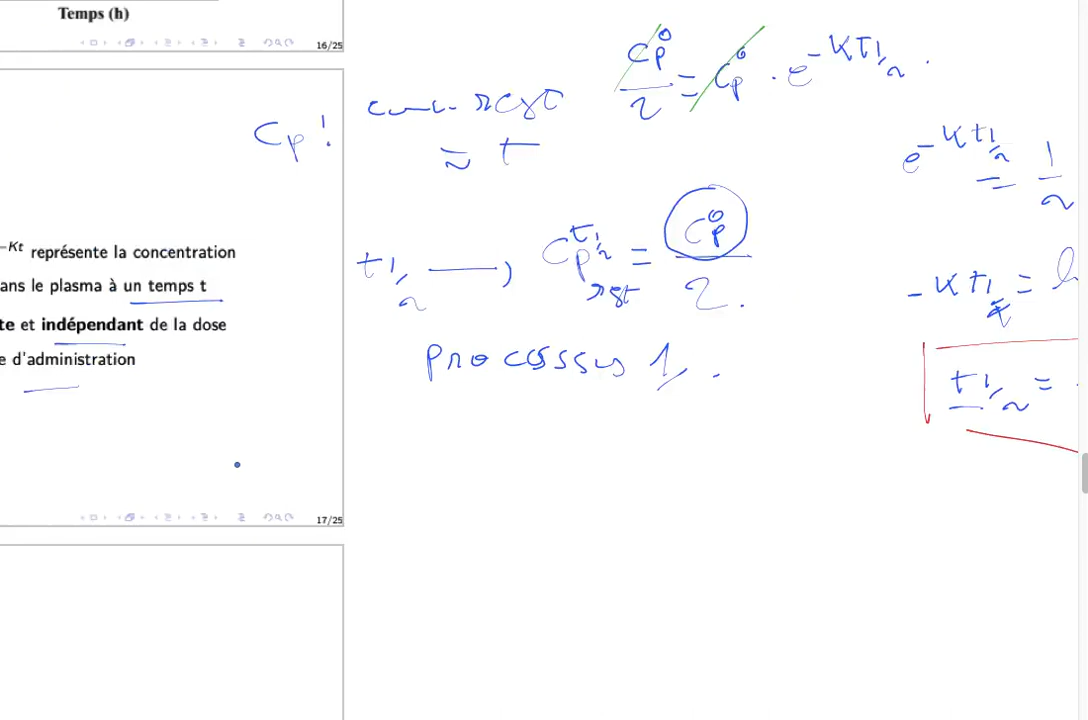 Temps (h)
16/25
Cp!
-Kt représente la concentration
ans le plasma à un temps t
te et indépendant de la dose
e d'administration
17/25
Cp⁰/2 = Cp⁰ · e^-Kt1/2 .
≈ t
e^-Kt1/2 = 1/2
t1/2 → Cp^t1/2 rest = Cp⁰/2 .
-Kt1/2 =
processus 1/ .
t1/2 =